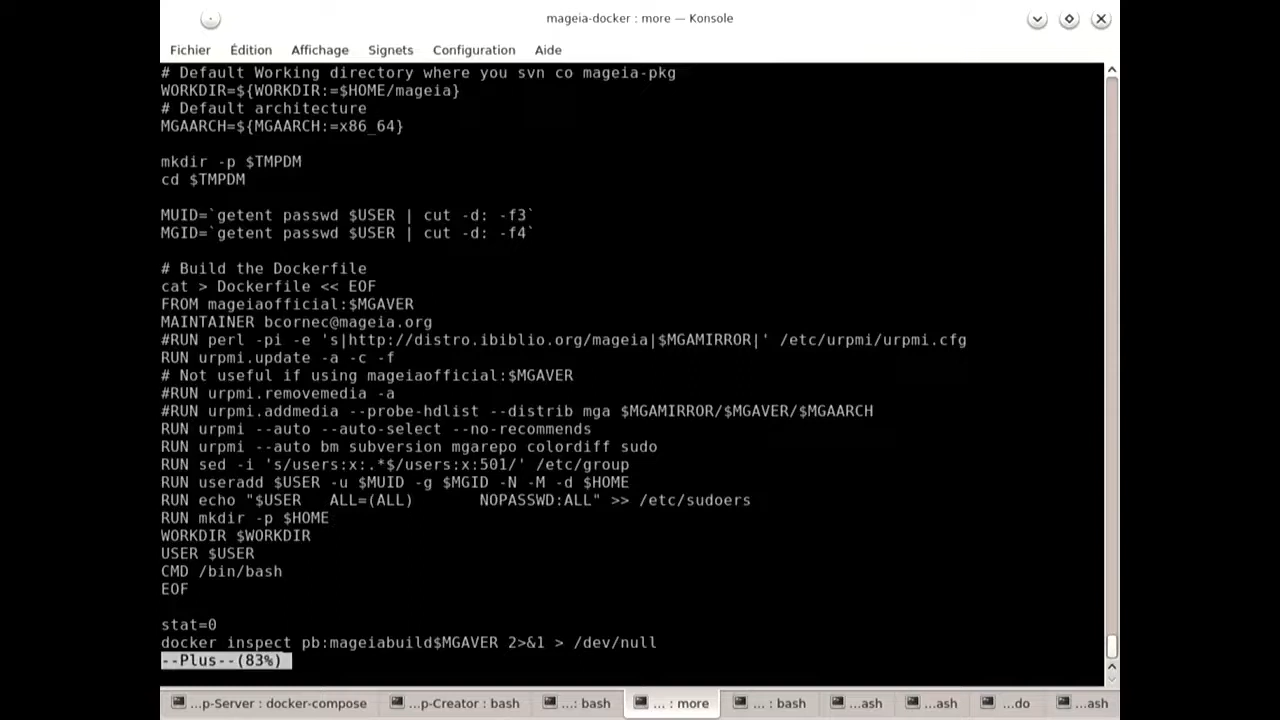 mageia-docker : more — Konsole
Fichier Édition Affichage Signets Configuration Aide
# Default Working directory where you svn co mageia-pkg
WORKDIR=${WORKDIR:=$HOME/mageia}
# Default architecture
MGAARCH=${MGAARCH:=x86_64}
mkdir -p $TMPDM
cd $TMPDM
MUID=`getent passwd $USER | cut -d: -f3`
MGID=`getent passwd $USER | cut -d: -f4`
# Build the Dockerfile
cat > Dockerfile << EOF
FROM mageiaofficial:$MGAVER
MAINTAINER bcornec@mageia.org
#RUN perl -pi -e 's|http://distro.ibiblio.org/mageia|$MGAMIRROR|' /etc/urpmi/urpmi.cfg
RUN urpmi.update -a -c -f
# Not useful if using mageiaofficial:$MGAVER
#RUN urpmi.removemedia -a
#RUN urpmi.addmedia --probe-hdlist --distrib mga $MGAMIRROR/$MGAVER/$MGAARCH
RUN urpmi --auto --auto-select --no-recommends
RUN urpmi --auto bm subversion mgarepo colordiff sudo
RUN sed -i 's/users:x:.*$/users:x:501/' /etc/group
RUN useradd $USER -u $MUID -g $MGID -N -M -d $HOME
RUN echo "$USER   ALL=(ALL)       NOPASSWD:ALL" >> /etc/sudoers
RUN mkdir -p $HOME
WORKDIR $WORKDIR
USER $USER
CMD /bin/bash
EOF
stat=0
docker inspect pb:mageiabuild$MGAVER 2>&1 > /dev/null
--Plus--(83%)
...p-Server : docker-compose ...p-Creator : bash ...: bash ... : more ... : bash ...ash ...ash ...do ...ash